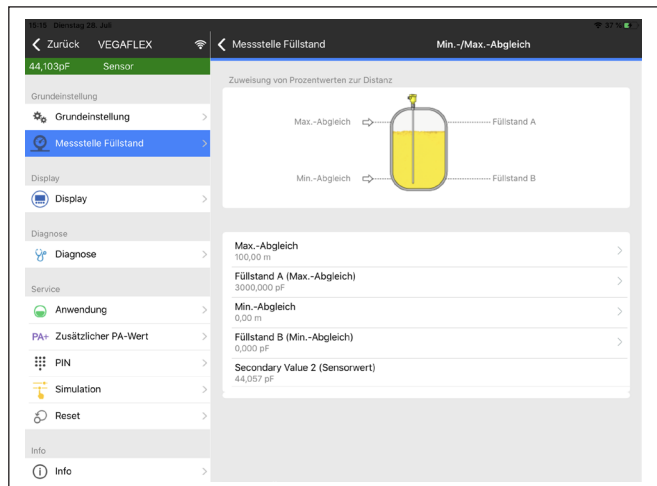 15:15 Dienstag 28. Juli
37 %
Zurück VEGAFLEX
Messstelle Füllstand
Min.-/Max.-Abgleich
44,103pF Sensor
Grundeinstellung
Grundeinstellung
Messstelle Füllstand
Display
Display
Diagnose
Diagnose
Service
Anwendung
PA+ Zusätzlicher PA-Wert
PIN
Simulation
Reset
Info
Info
Zuweisung von Prozentwerten zur Distanz
Max.-Abgleich Füllstand A
Min.-Abgleich Füllstand B
Max.-Abgleich
100,00 m
Füllstand A (Max.-Abgleich)
3000,000 pF
Min.-Abgleich
0,00 m
Füllstand B (Min.-Abgleich)
0,000 pF
Secondary Value 2 (Sensorwert)
44,057 pF